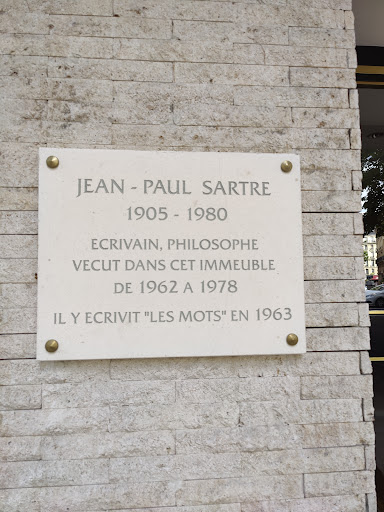 JEAN - PAUL SARTRE
1905 - 1980
ECRIVAIN, PHILOSOPHE
VECUT DANS CET IMMEUBLE
DE 1962 A 1978
IL Y ECRIVIT "LES MOTS" EN 1963